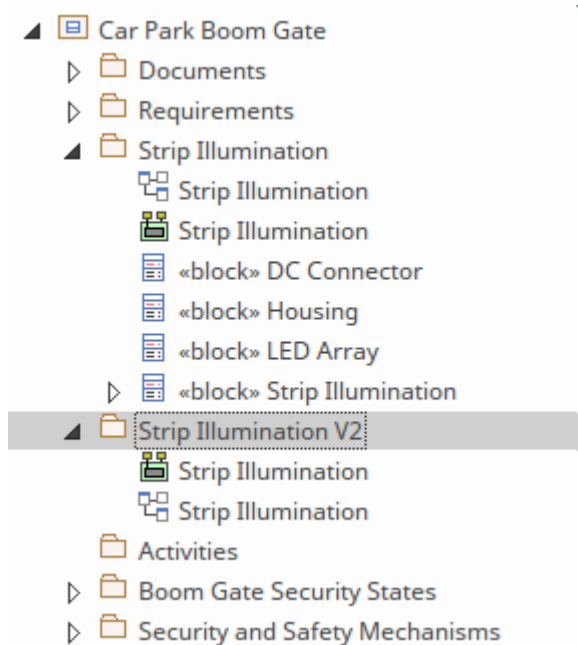 Car Park Boom Gate
Documents
Requirements
Strip Illumination
Strip Illumination
Strip Illumination
«block» DC Connector
«block» Housing
«block» LED Array
«block» Strip Illumination
Strip Illumination V2
Strip Illumination
Strip Illumination
Activities
Boom Gate Security States
Security and Safety Mechanisms